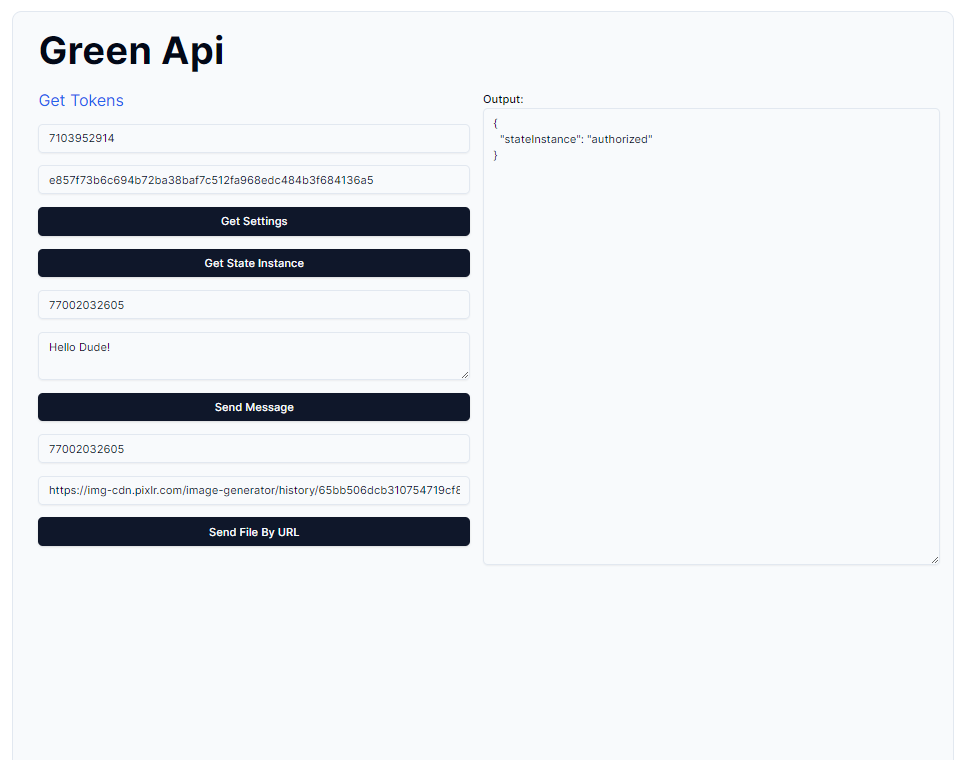 Green Api
Get Tokens
7103952914
e857f73b6c694b72ba38baf7c512fa968edc484b3f684136a5
Get Settings
Get State Instance
77002032605
Hello Dude!
Send Message
77002032605
https://img-cdn.pixlr.com/image-generator/history/65bb506dcb310754719cf8
Send File By URL
Output:
{
"stateInstance": "authorized"
}